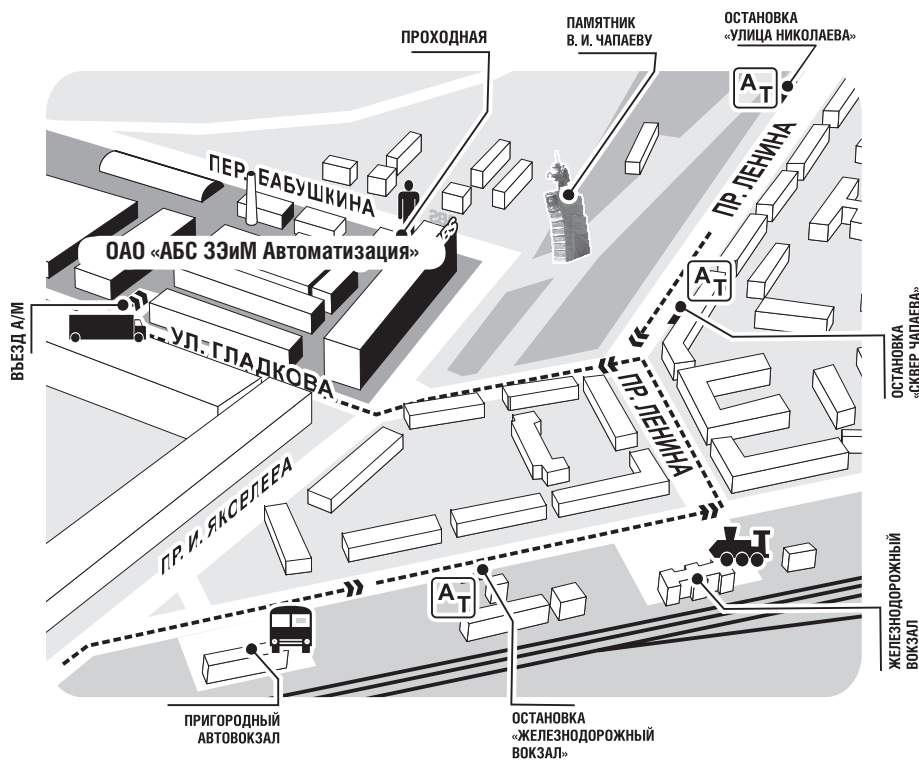 ПРОХОДНАЯ
ПАМЯТНИК
В. И. ЧАПАЕВУ
ОСТАНОВКА
«УЛИЦА НИКОЛАЕВА»
А Т
ПР. ЛЕНИНА
ПЕР. БАБУШКИНА
ABS
ОАО «АБС ЗЭиМ Автоматизация»
А Т
ВЪЕЗД А/М
УЛ. ГЛАДКОВА
ОСТАНОВКА
«СКВЕР ЧАПАЕВА»
ПР. ЛЕНИНА
ПР. И. ЯКОВЛЕВА
А Т
ЖЕЛЕЗНОДОРОЖНЫЙ
ВОКЗАЛ
ПРИГОРОДНЫЙ
АВТОВОКЗАЛ
ОСТАНОВКА
«ЖЕЛЕЗНОДОРОЖНЫЙ
ВОКЗАЛ»